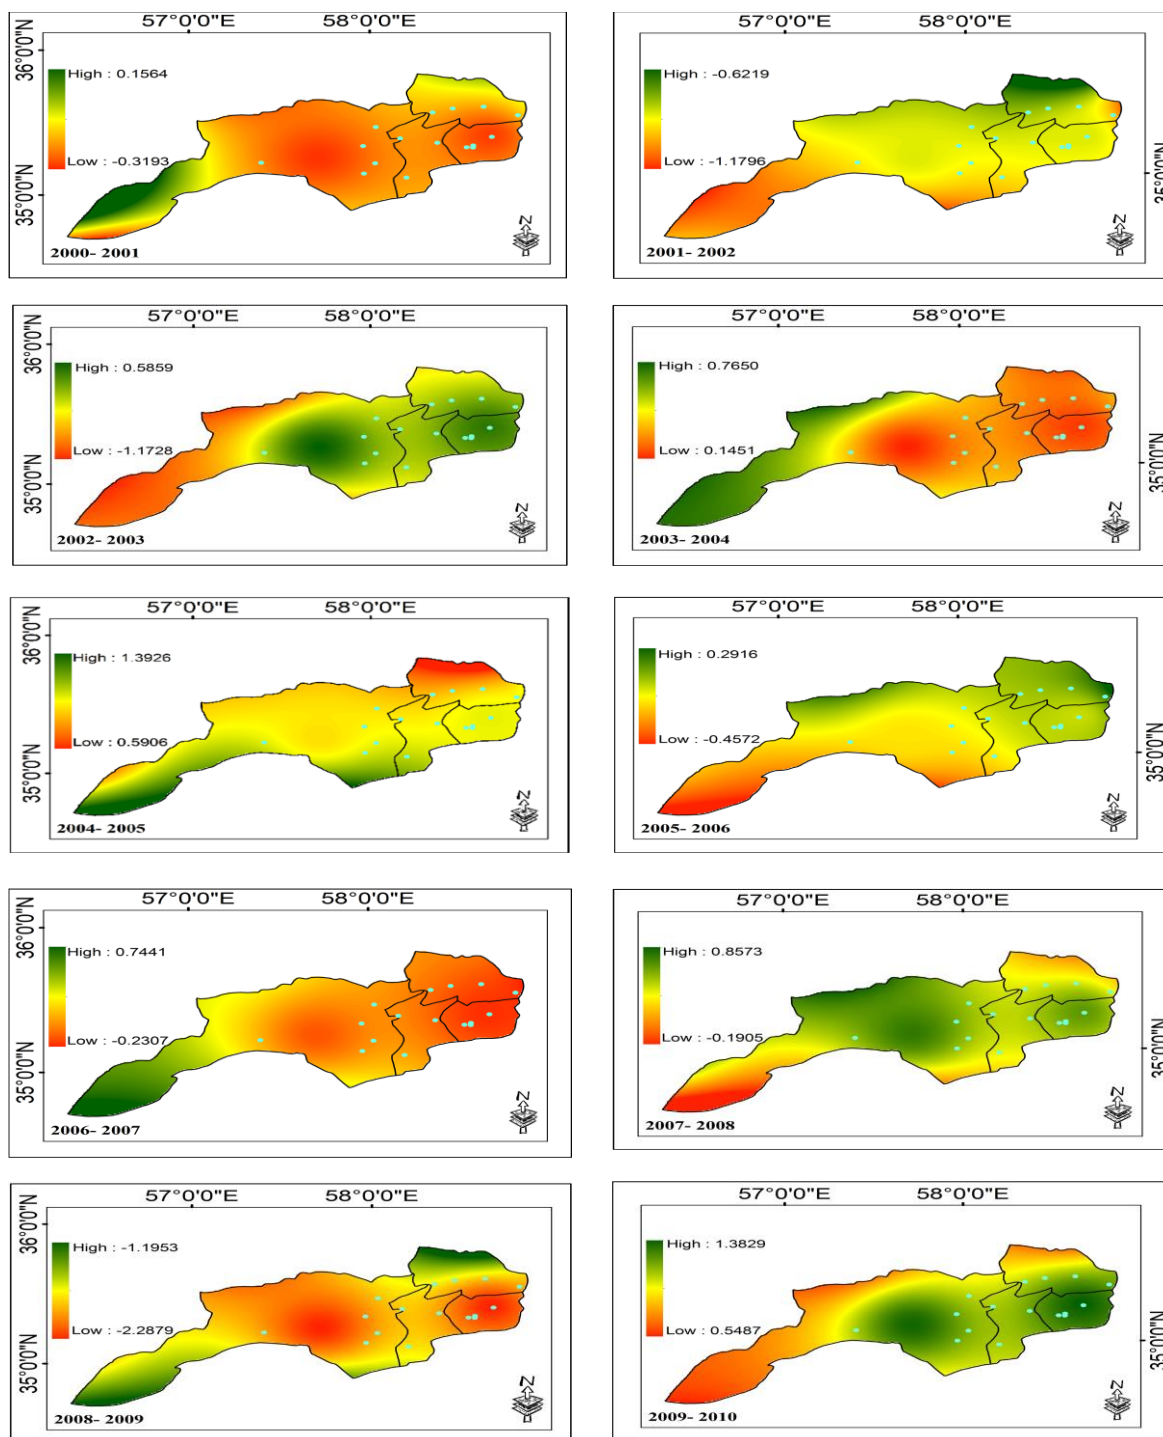 57°0'0"E 58°0'0"E
36°0'0"N
High : 0.1564
Low : -0.3193
35°0'0"N
N
2000- 2001
57°0'0"E 58°0'0"E
High : -0.6219
Low : -1.1796
35°0'0"N
N
2001- 2002
57°0'0"E 58°0'0"E
36°0'0"N
High : 0.5859
Low : -1.1728
35°0'0"N
N
2002- 2003
57°0'0"E 58°0'0"E
High : 0.7650
Low : 0.1451
35°0'0"N
N
2003- 2004
57°0'0"E 58°0'0"E
36°0'0"N
High : 1.3926
Low : 0.5906
35°0'0"N
N
2004- 2005
57°0'0"E 58°0'0"E
High : 0.2916
Low : -0.4572
35°0'0"N
N
2005- 2006
57°0'0"E 58°0'0"E
36°0'0"N
High : 0.7441
Low : -0.2307
35°0'0"N
N
2006- 2007
57°0'0"E 58°0'0"E
High : 0.8573
Low : -0.1905
35°0'0"N
N
2007- 2008
57°0'0"E 58°0'0"E
36°0'0"N
High : -1.1953
Low : -2.2879
35°0'0"N
N
2008- 2009
57°0'0"E 58°0'0"E
High : 1.3829
Low : 0.5487
35°0'0"N
N
2009- 2010